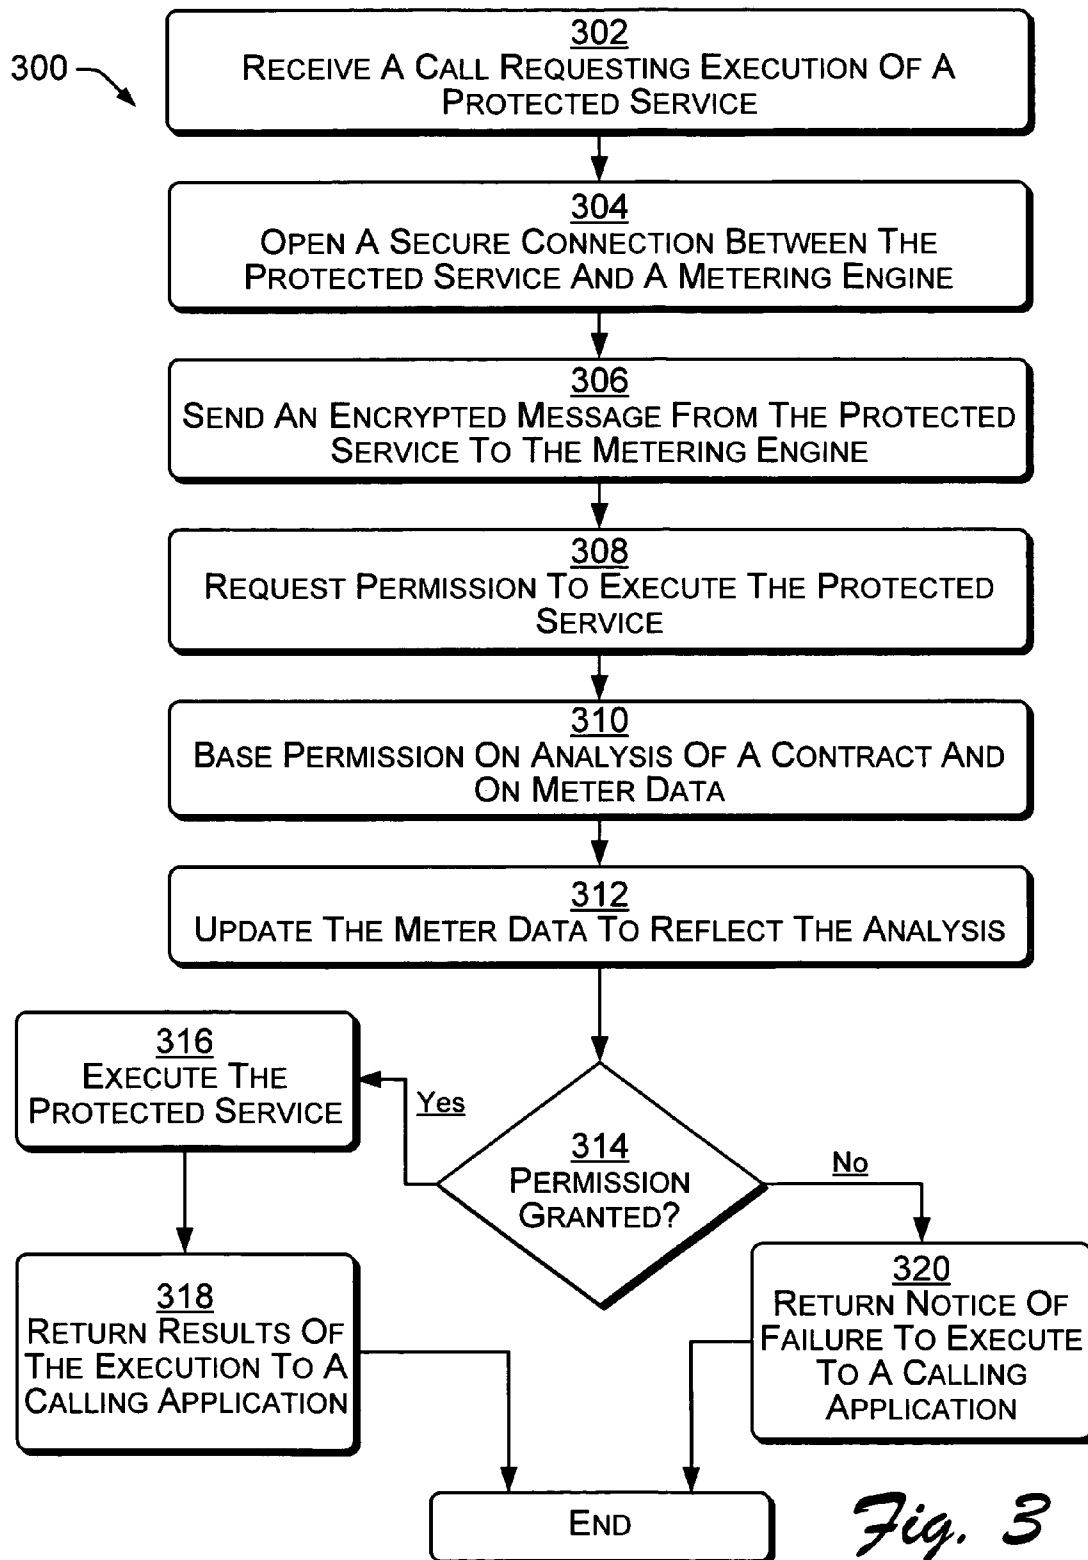 300
302
RECEIVE A CALL REQUESTING EXECUTION OF A
PROTECTED SERVICE
304
OPEN A SECURE CONNECTION BETWEEN THE
PROTECTED SERVICE AND A METERING ENGINE
306
SEND AN ENCRYPTED MESSAGE FROM THE PROTECTED
SERVICE TO THE METERING ENGINE
308
REQUEST PERMISSION TO EXECUTE THE PROTECTED
SERVICE
310
BASE PERMISSION ON ANALYSIS OF A CONTRACT AND
ON METER DATA
312
UPDATE THE METER DATA TO REFLECT THE ANALYSIS
314
PERMISSION
GRANTED?
Yes
No
316
EXECUTE THE
PROTECTED SERVICE
318
RETURN RESULTS OF
THE EXECUTION TO A
CALLING APPLICATION
320
RETURN NOTICE OF
FAILURE TO EXECUTE
TO A CALLING
APPLICATION
END
Fig. 3